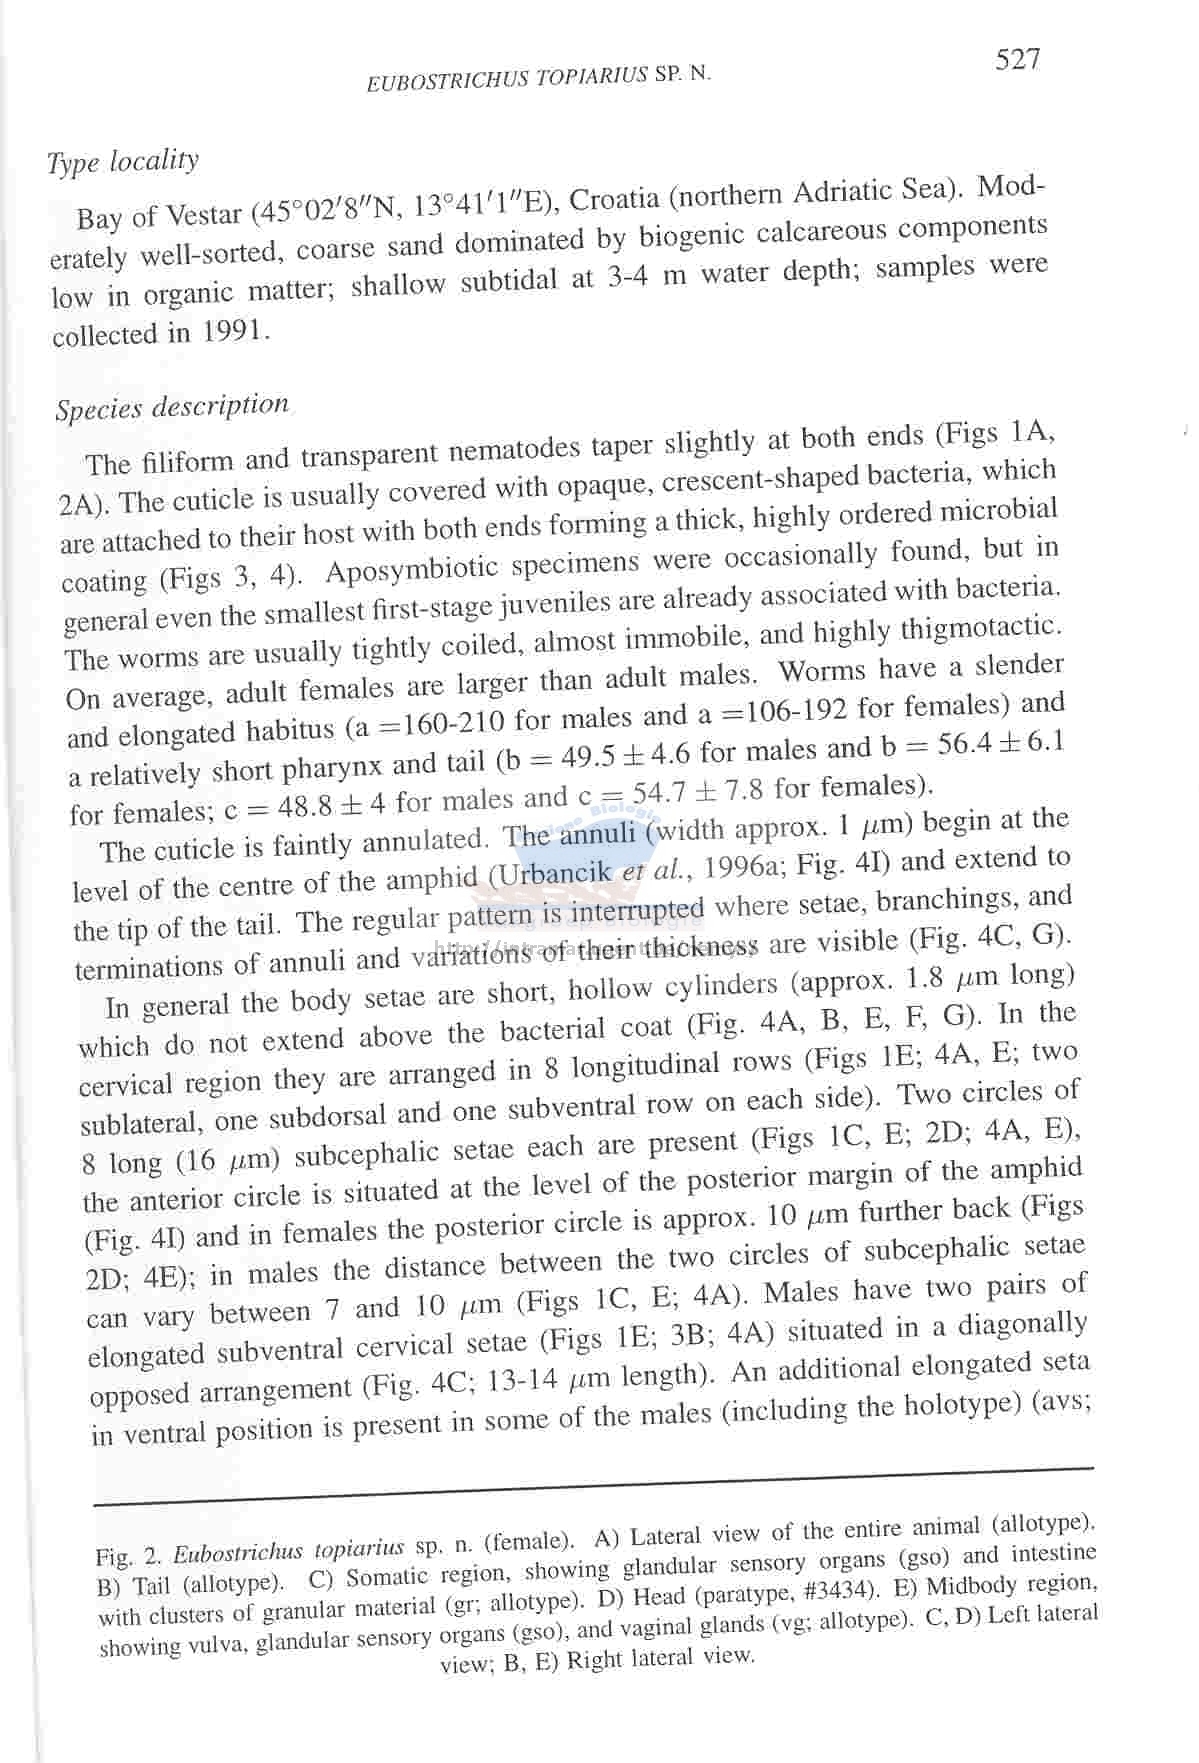 EUBOSTRICHUS TOPIARIUS SP. N.
527
Type locality
Bay of Vestar (45°02′8″N, 13°41′1″E), Croatia (northern Adriatic Sea). Mod-
erately well-sorted, coarse sand dominated by biogenic calcareous components
low in organic matter; shallow subtidal at 3-4 m water depth; samples were
collected in 1991.
Species description
The filiform and transparent nematodes taper slightly at both ends (Figs 1A,
2A). The cuticle is usually covered with opaque, crescent-shaped bacteria, which
are attached to their host with both ends forming a thick, highly ordered microbial
coating (Figs 3, 4). Aposymbiotic specimens were occasionally found, but in
general even the smallest first-stage juveniles are already associated with bacteria.
The worms are usually tightly coiled, almost immobile, and highly thigmotactic.
On average, adult females are larger than adult males. Worms have a slender
and elongated habitus (a =160-210 for males and a =106-192 for females) and
a relatively short pharynx and tail (b = 49.5 ± 4.6 for males and b = 56.4 ± 6.1
for females; c = 48.8 ± 4 for males and c = 54.7 ± 7.8 for females).
The cuticle is faintly annulated. The annuli (width approx. 1 μm) begin at the
level of the centre of the amphid (Urbancik et al., 1996a; Fig. 4I) and extend to
the tip of the tail. The regular pattern is interrupted where setae, branchings, and
terminations of annuli and variations of their thickness are visible (Fig. 4C, G).
In general the body setae are short, hollow cylinders (approx. 1.8 μm long)
which do not extend above the bacterial coat (Fig. 4A, B, E, F, G). In the
cervical region they are arranged in 8 longitudinal rows (Figs 1E; 4A, E; two
sublateral, one subdorsal and one subventral row on each side). Two circles of
8 long (16 μm) subcephalic setae each are present (Figs 1C, E; 2D; 4A, E),
the anterior circle is situated at the level of the posterior margin of the amphid
(Fig. 4I) and in females the posterior circle is approx. 10 μm further back (Figs
2D; 4E); in males the distance between the two circles of subcephalic setae
can vary between 7 and 10 μm (Figs 1C, E; 4A). Males have two pairs of
elongated subventral cervical setae (Figs 1E; 3B; 4A) situated in a diagonally
opposed arrangement (Fig. 4C; 13-14 μm length). An additional elongated seta
in ventral position is present in some of the males (including the holotype) (avs;
Fig. 2. Eubostrichus topiarius sp. n. (female). A) Lateral view of the entire animal (allotype).
B) Tail (allotype). C) Somatic region, showing glandular sensory organs (gso) and intestine
with clusters of granular material (gr; allotype). D) Head (paratype, #3434). E) Midbody region,
showing vulva, glandular sensory organs (gso), and vaginal glands (vg; allotype). C, D) Left lateral
view; B, E) Right lateral view.